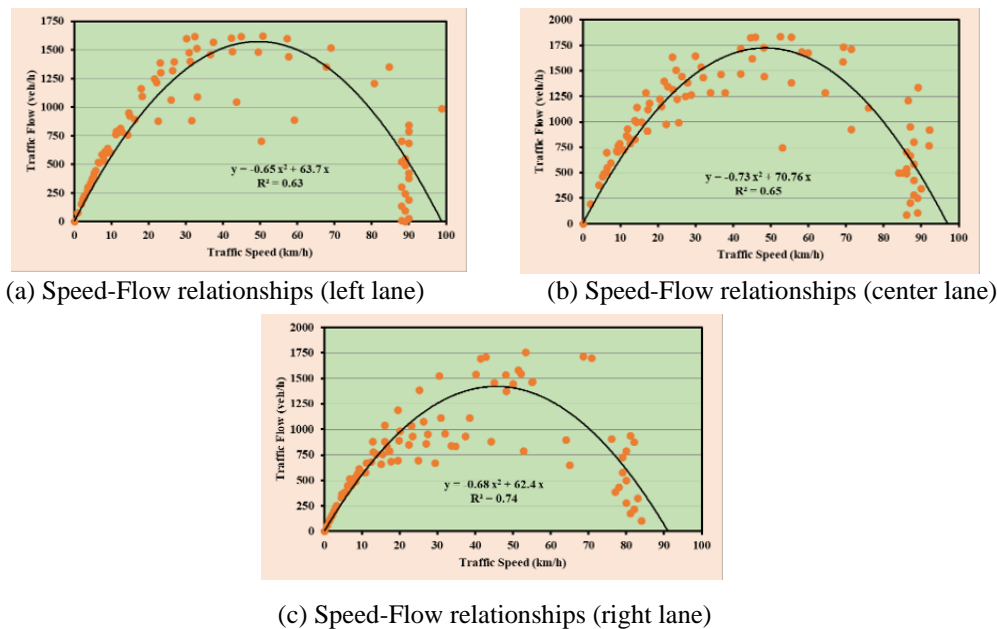 1750
1500
1250
1000
750
500
250
0
Traffic Flow (veh/h)
y = -0.65 x² + 63.7 x
R² = 0.63
0 10 20 30 40 50 60 70 80 90 100
Traffic Speed (km/h)
(a) Speed-Flow relationships (left lane)
2000
1750
1500
1250
1000
750
500
250
0
Traffic Flow (veh/h)
y = -0.73 x² + 70.76 x
R² = 0.65
0 10 20 30 40 50 60 70 80 90 100
Traffic Speed (km/h)
(b) Speed-Flow relationships (center lane)
2000
1750
1500
1250
1000
750
500
250
0
Traffic Flow (veh/h)
y = -0.68 x² + 62.4 x
R² = 0.74
0 10 20 30 40 50 60 70 80 90 100
Traffic Speed (km/h)
(c) Speed-Flow relationships (right lane)